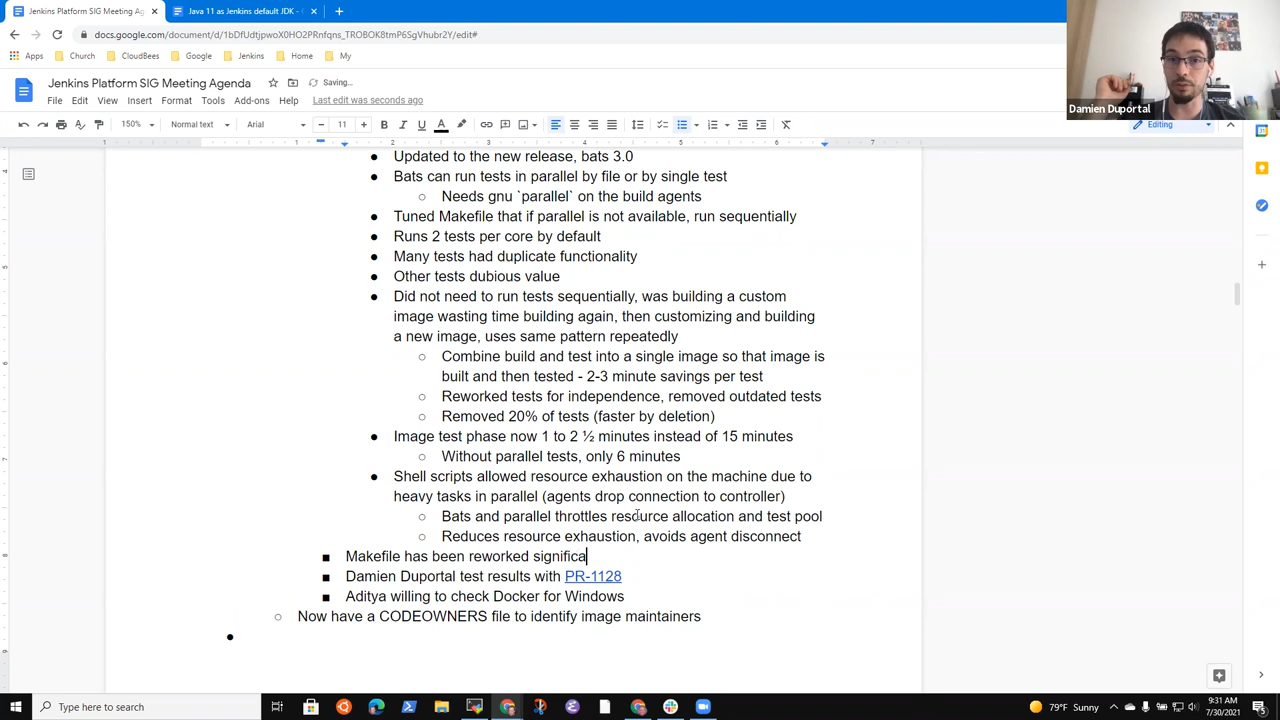 Jenkins Platform SIG Meeting Ag
Java 11 as Jenkins default JDK -
docs.google.com/document/d/1bDfUdtjpwoX0HO2PRnfqns_TROBOK8tmP6SgVhubr2Y/edit#
Apps Church CloudBees Google Jenkins Home My
Damien Duportal
Jenkins Platform SIG Meeting Agenda Saving...
File Edit View Insert Format Tools Add-ons Help Last edit was seconds ago
150% Normal text Arial 11 Editing
1 1 2 3 4 5 6 7
Updated to the new release, bats 3.0
Bats can run tests in parallel by file or by single test
Needs gnu `parallel` on the build agents
Tuned Makefile that if parallel is not available, run sequentially
Runs 2 tests per core by default
Many tests had duplicate functionality
Other tests dubious value
Did not need to run tests sequentially, was building a custom
image wasting time building again, then customizing and building
a new image, uses same pattern repeatedly
Combine build and test into a single image so that image is
built and then tested - 2-3 minute savings per test
Reworked tests for independence, removed outdated tests
Removed 20% of tests (faster by deletion)
Image test phase now 1 to 2 ½ minutes instead of 15 minutes
Without parallel tests, only 6 minutes
Shell scripts allowed resource exhaustion on the machine due to
heavy tasks in parallel (agents drop connection to controller)
Bats and parallel throttles resource allocation and test pool
Reduces resource exhaustion, avoids agent disconnect
Makefile has been reworked significa
Damien Duportal test results with PR-1128
Aditya willing to check Docker for Windows
Now have a CODEOWNERS file to identify image maintainers
Type here to search
79°F Sunny
9:31 AM
7/30/2021